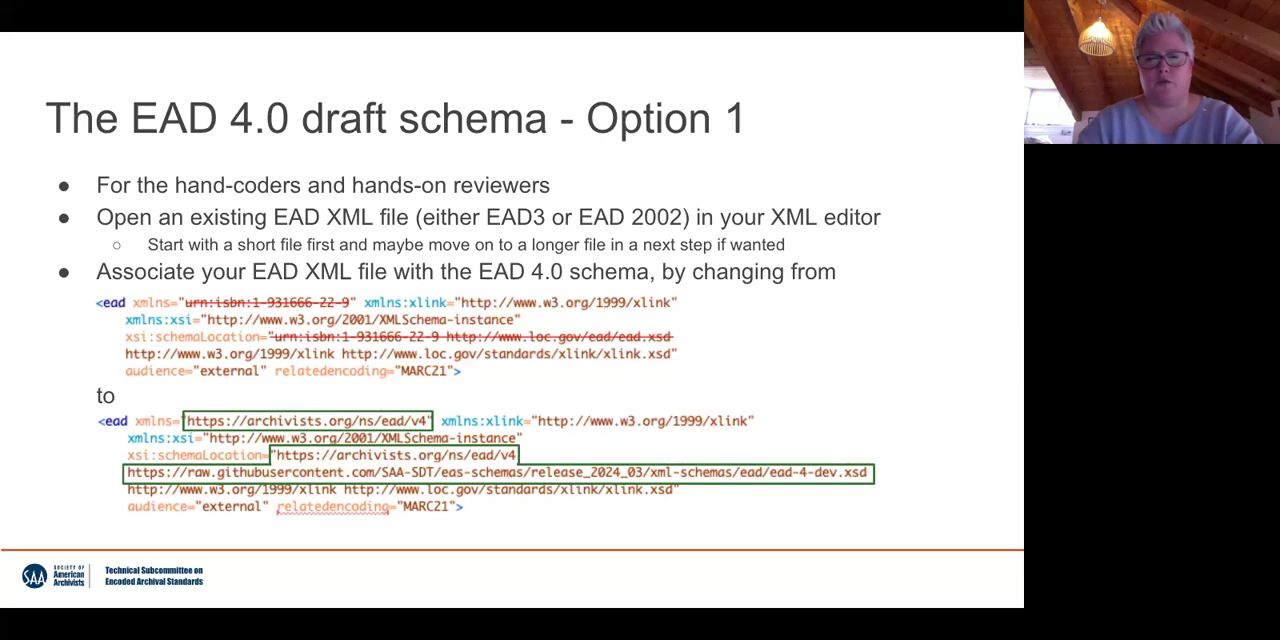 The EAD 4.0 draft schema - Option 1
● For the hand-coders and hands-on reviewers
● Open an existing EAD XML file (either EAD3 or EAD 2002) in your XML editor
○ Start with a short file first and maybe move on to a longer file in a next step if wanted
● Associate your EAD XML file with the EAD 4.0 schema, by changing from
<ead xmlns="urn:isbn:1-931666-22-9" xmlns:xlink="http://www.w3.org/1999/xlink"
xmlns:xsi="http://www.w3.org/2001/XMLSchema-instance"
xsi:schemaLocation="urn:isbn:1-931666-22-9 http://www.loc.gov/ead/ead.xsd
http://www.w3.org/1999/xlink http://www.loc.gov/standards/xlink/xlink.xsd"
audience="external" relatedencoding="MARC21">
to
<ead xmlns="https://archivists.org/ns/ead/v4" xmlns:xlink="http://www.w3.org/1999/xlink"
xmlns:xsi="http://www.w3.org/2001/XMLSchema-instance"
xsi:schemaLocation="https://archivists.org/ns/ead/v4
https://raw.githubusercontent.com/SAA-SDT/eas-schemas/release_2024_03/xml-schemas/ead/ead-4-dev.xsd
http://www.w3.org/1999/xlink http://www.loc.gov/standards/xlink/xlink.xsd"
audience="external" relatedencoding="MARC21">
SAA
SOCIETY OF
American
Archivists
Technical Subcommittee on
Encoded Archival Standards